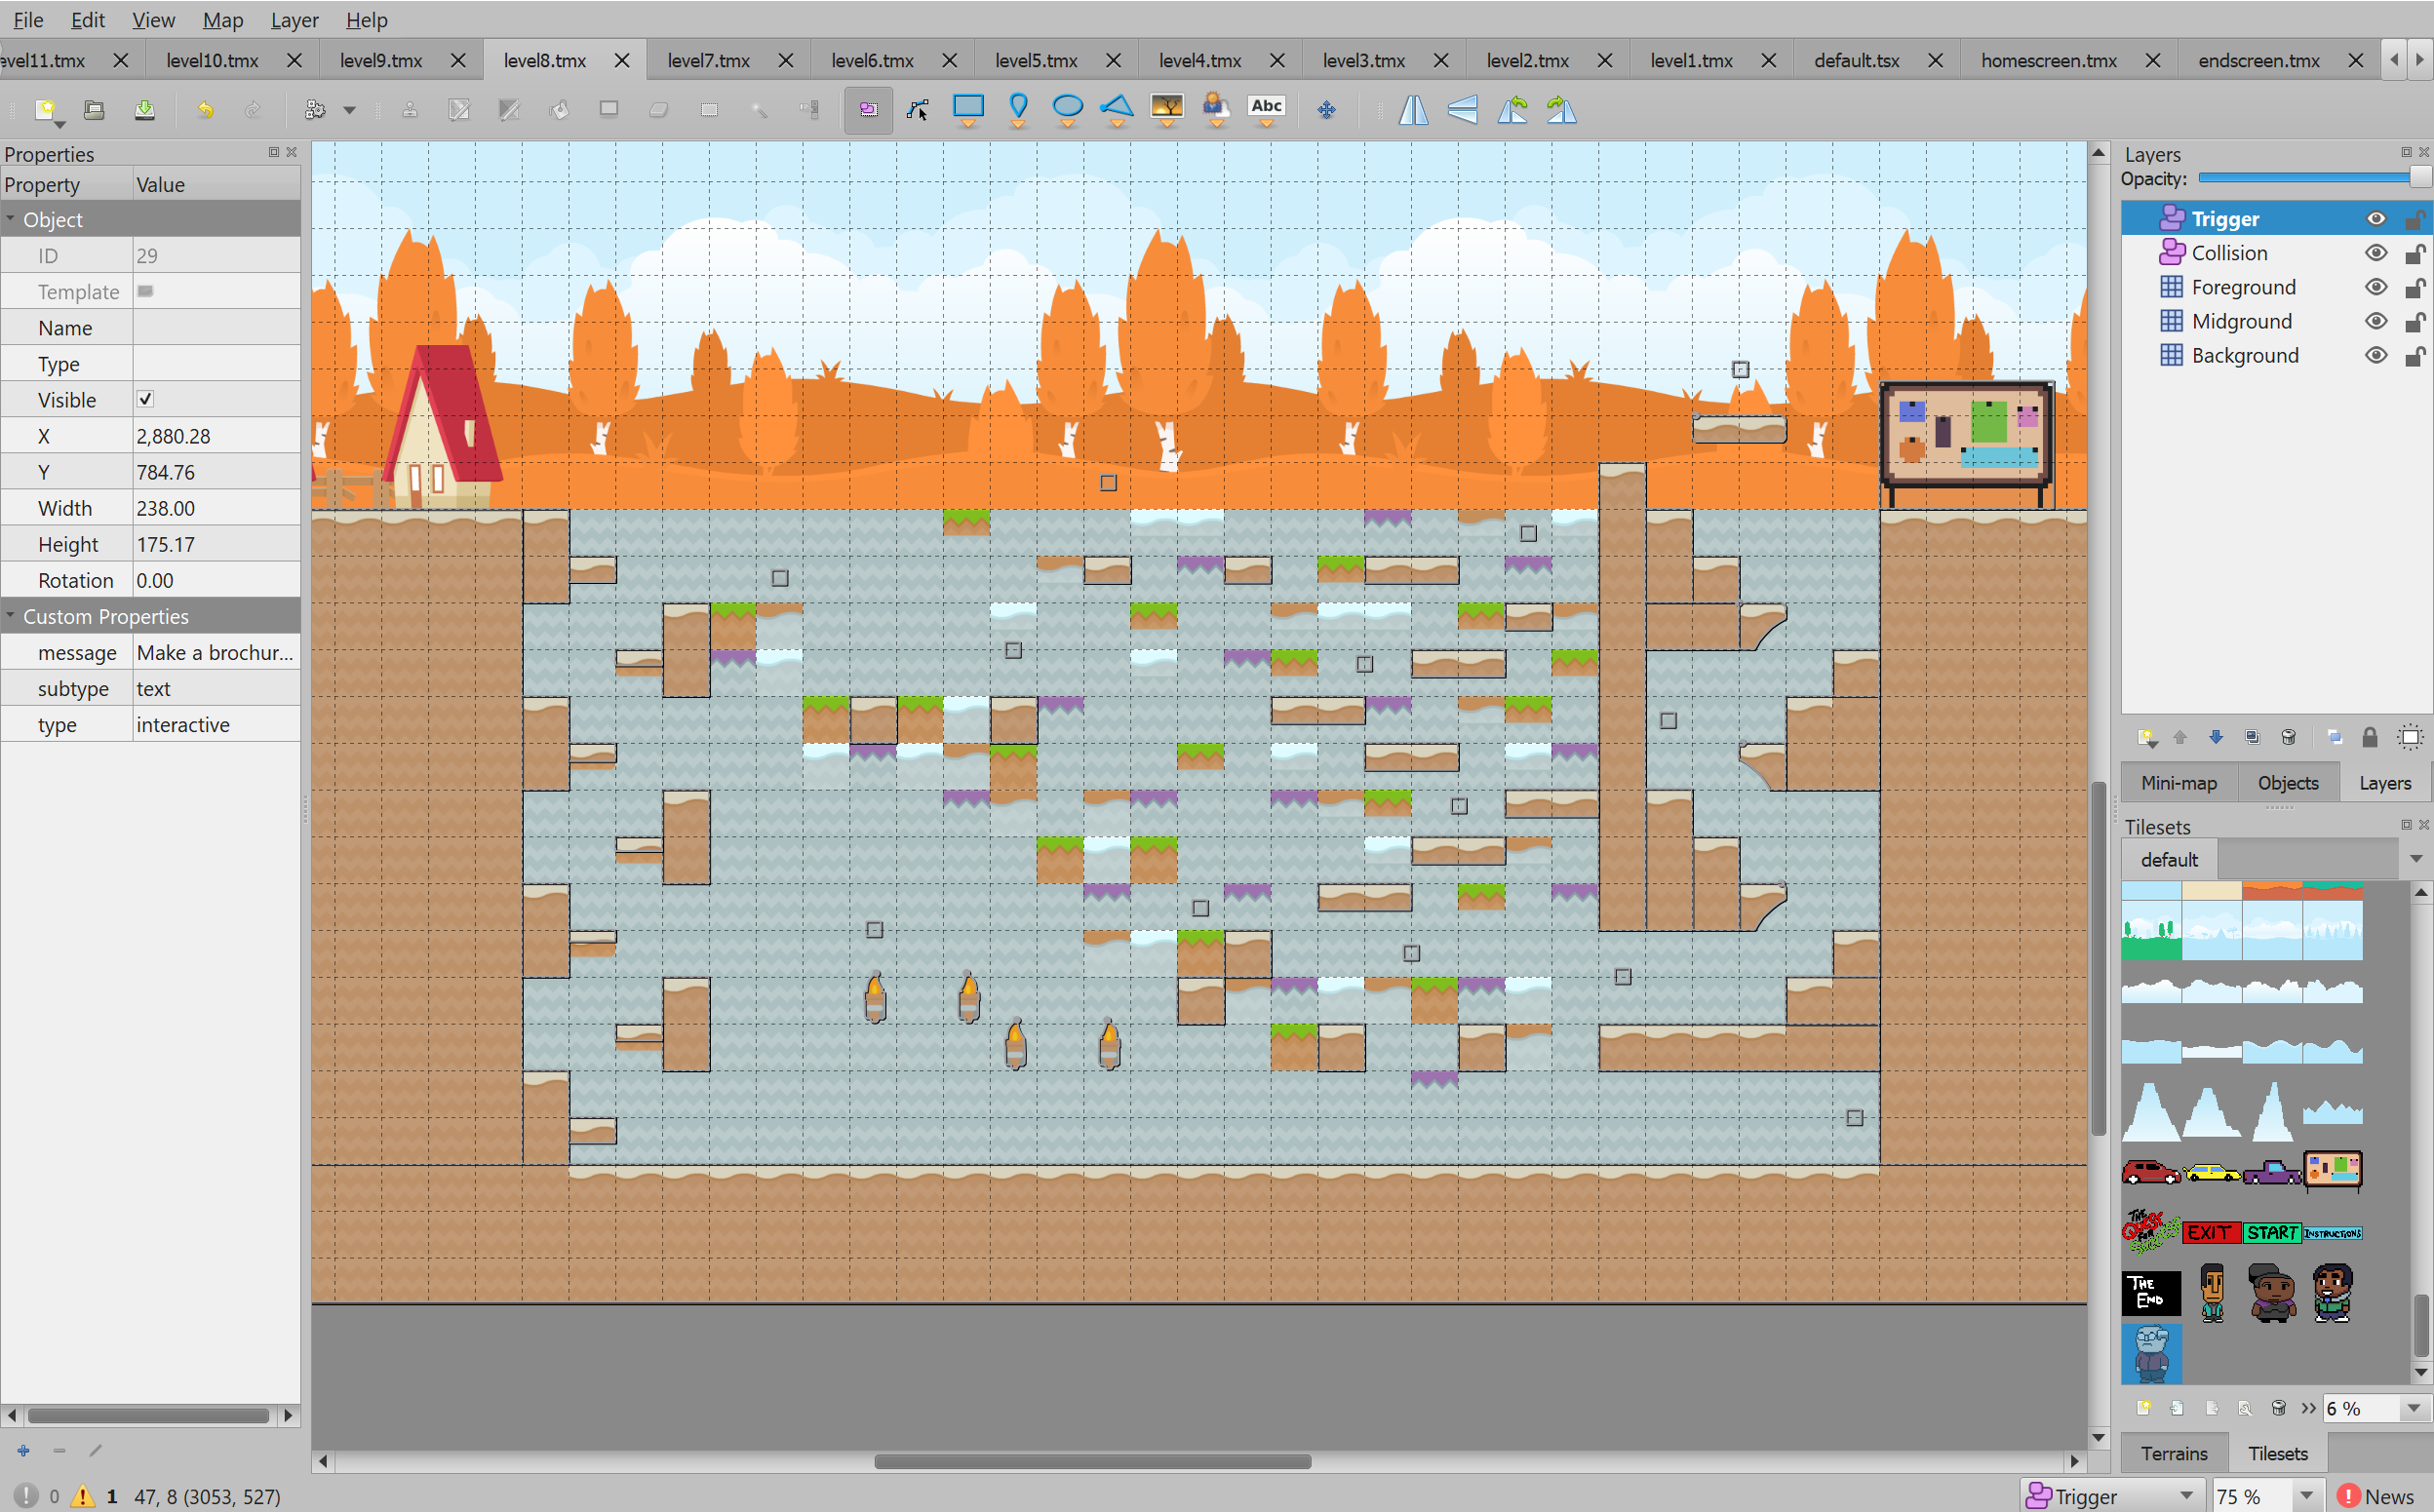 File Edit View Map Layer Help
evel11.tmx level10.tmx level9.tmx level8.tmx level7.tmx level6.tmx level5.tmx level4.tmx level3.tmx level2.tmx level1.tmx default.tsx homescreen.tmx endscreen.tmx
Abc
Properties
Property Value
Object
ID 29
Template
Name
Type
Visible
X 2,880.28
Y 784.76
Width 238.00
Height 175.17
Rotation 0.00
Custom Properties
message Make a brochur...
subtype text
type interactive
0 1 47, 8 (3053, 527)
Layers
Opacity:
Trigger
Collision
Foreground
Midground
Background
Mini-map Objects Layers
Tilesets
default
THE QUEST FOR SUCCESS EXIT START INSTRUCTIONS
THE END
6 %
Terrains Tilesets
Trigger 75 % News